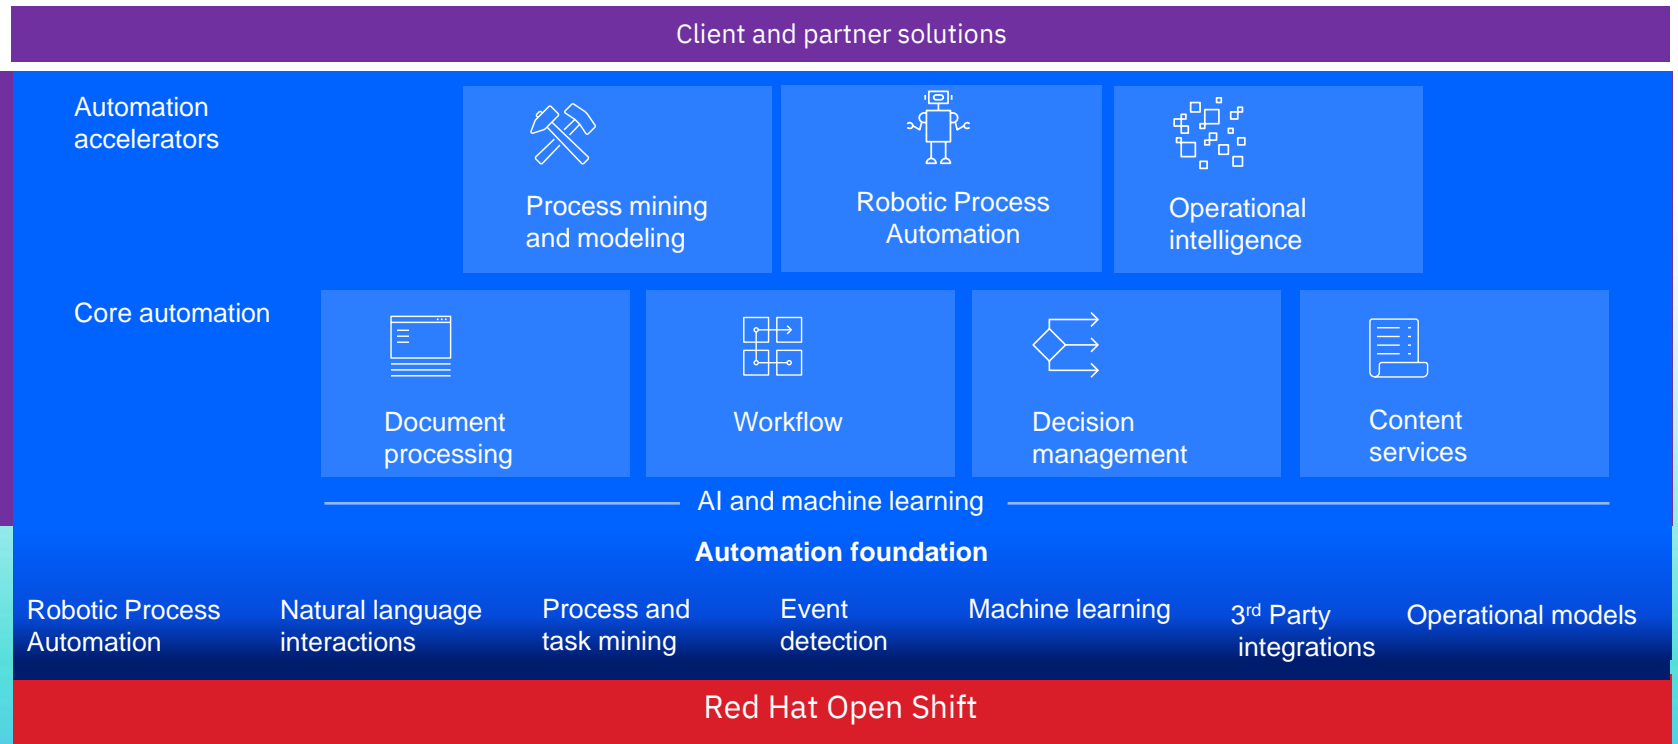 Client and partner solutions
Automation
accelerators
Process mining
and modeling
Robotic Process
Automation
Operational
intelligence
Core automation
Document
processing
Workflow
Decision
management
Content
services
AI and machine learning
Automation foundation
Robotic Process
Automation
Natural language
interactions
Process and
task mining
Event
detection
Machine learning
3rd Party
integrations
Operational models
Red Hat Open Shift